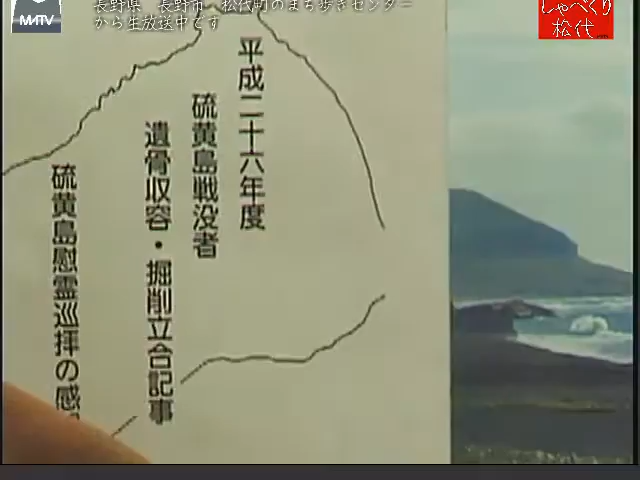 長野県 長野市 松代町のまち歩きセンター
から生放送中です
MATV
しゃべくり
松代
平成二十六年度
硫黄島戦没者
遺骨収容・掘削立合記事
硫黄島慰霊巡拝の感